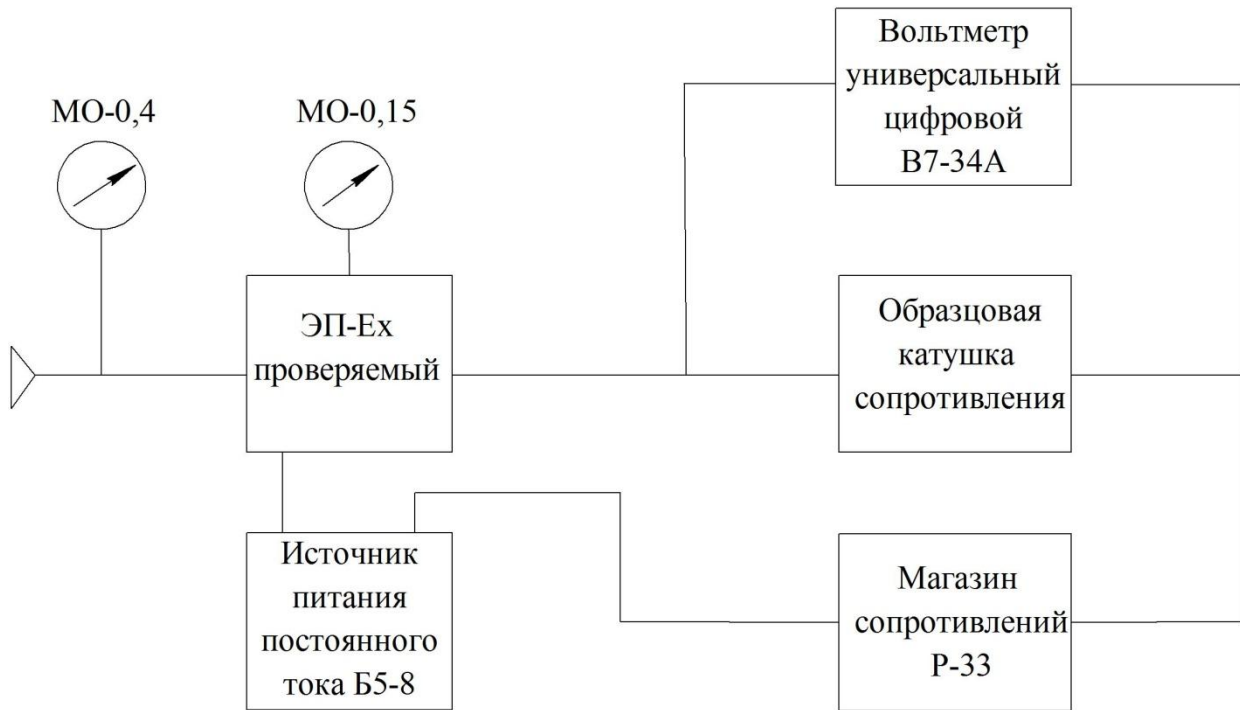 Вольтметр
универсальный
цифровой
В7-34А
МО-0,4
МО-0,15
ЭП-Ех
проверяемый
Образцовая
катушка
сопротивления
Источник
питания
постоянного
тока Б5-8
Магазин
сопротивлений
Р-33